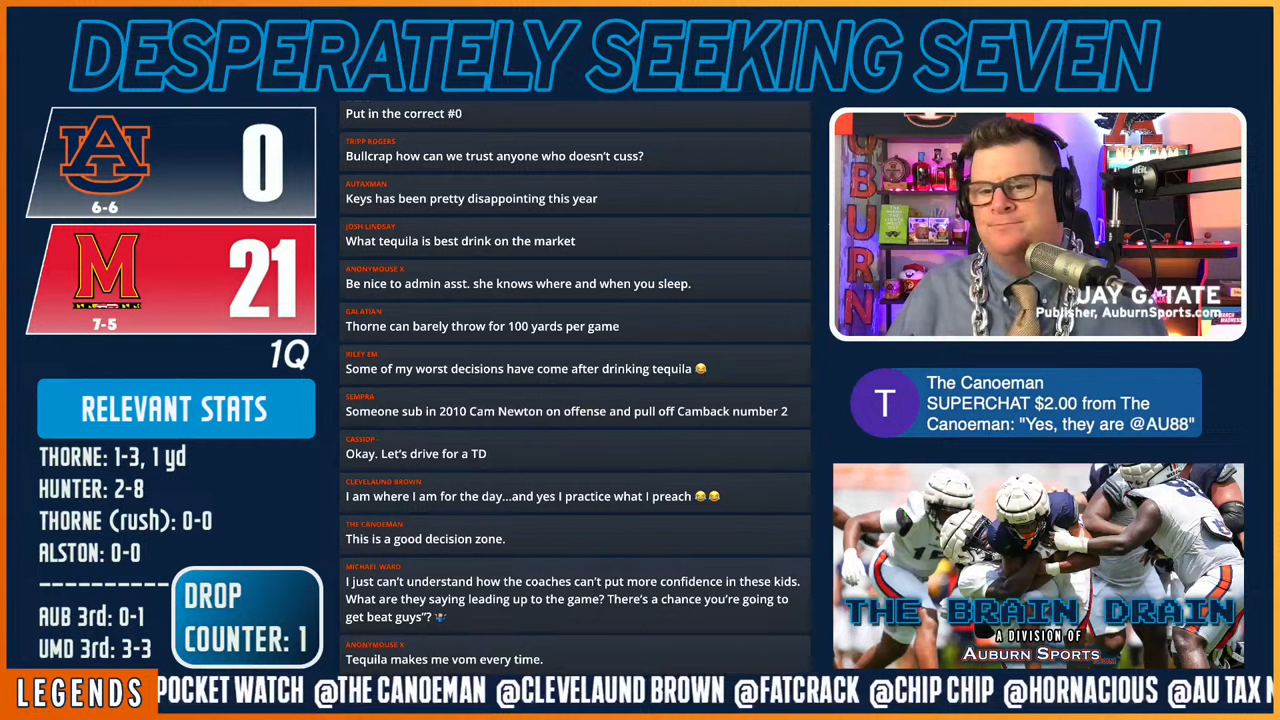 DESPERATELY SEEKING SEVEN
0
6-6
M
21
7-5
1Q
RELEVANT STATS
THORNE: 1-3, 1 yd
HUNTER: 2-8
THORNE (rush): 0-0
ALSTON: 0-0
----------
AUB 3rd: 0-1
UMD 3rd: 3-3
DROP
COUNTER: 1
Put in the correct #0
TRIPP ROGERS
Bullcrap how can we trust anyone who doesn't cuss?
AUTAXMAN
Keys has been pretty disappointing this year
JOSH LINDSAY
What tequila is best drink on the market
ANONYMOUSE X
Be nice to admin asst. she knows where and when you sleep.
GALATIAN
Thorne can barely throw for 100 yards per game
RILEY EM
Some of my worst decisions have come after drinking tequila 😂
SEMPRA
Someone sub in 2010 Cam Newton on offense and pull off Camback number 2
CASSIOP
Okay. Let's drive for a TD
CLEVELAUND BROWN
I am where I am for the day...and yes I practice what I preach 😂😂
THE CANOEMAN
This is a good decision zone.
MICHAEL WARD
I just can't understand how the coaches can't put more confidence in these kids.
What are they saying leading up to the game? There's a chance you're going to
get beat guys"?
ANONYMOUSE X
Tequila makes me vom every time.
JAY G. TATE
Publisher, AuburnSports.com
T
The Canoeman
SUPERCHAT $2.00 from The
Canoeman: "Yes, they are @AU88"
THE BRAIN DRAIN
A DIVISION OF
AUBURN SPORTS
LEGENDS
POCKET WATCH @THE CANOEMAN @CLEVELAUND BROWN @FATCRACK @CHIP CHIP @HORNACIOUS @AU TAX